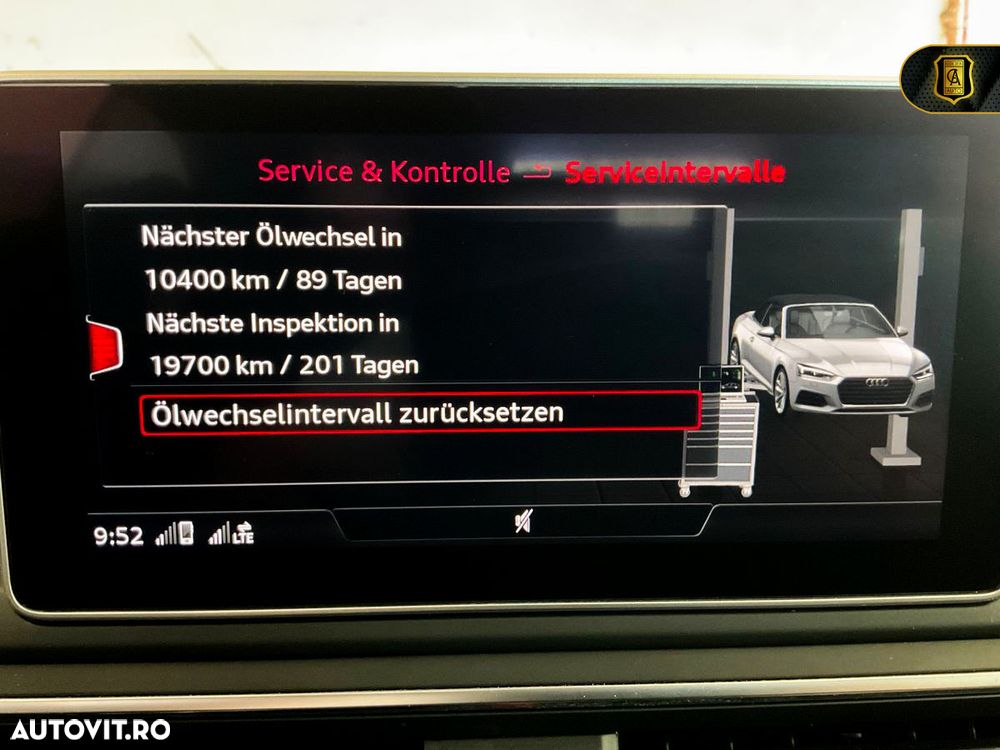 Service & Kontrolle Serviceintervalle
Nächster Ölwechsel in
10400 km / 89 Tagen
Nächste Inspektion in
19700 km / 201 Tagen
Ölwechselintervall zurücksetzen
9:52 LTE
AUTOVIT.RO